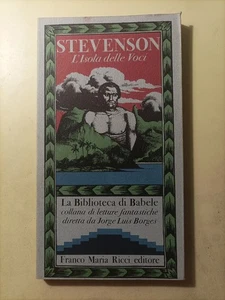 STEVENSON
L'Isola delle Voci
La Biblioteca di Babele
collana di letture fantastiche
diretta da Jorge Luis Borges
Franco Maria Ricci editore